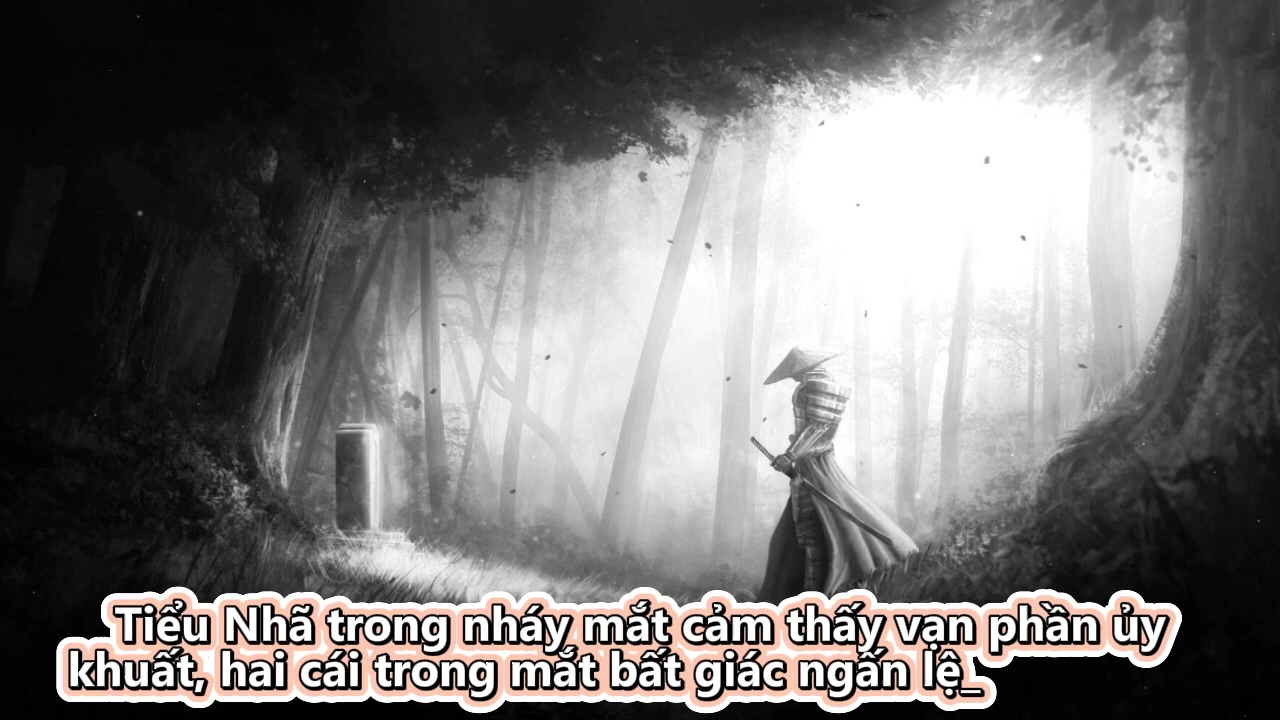 Tiểu Nhã trong nháy mắt cảm thấy vạn phần ủy
khuất, hai cái trong mắt bất giác ngấn lệ_